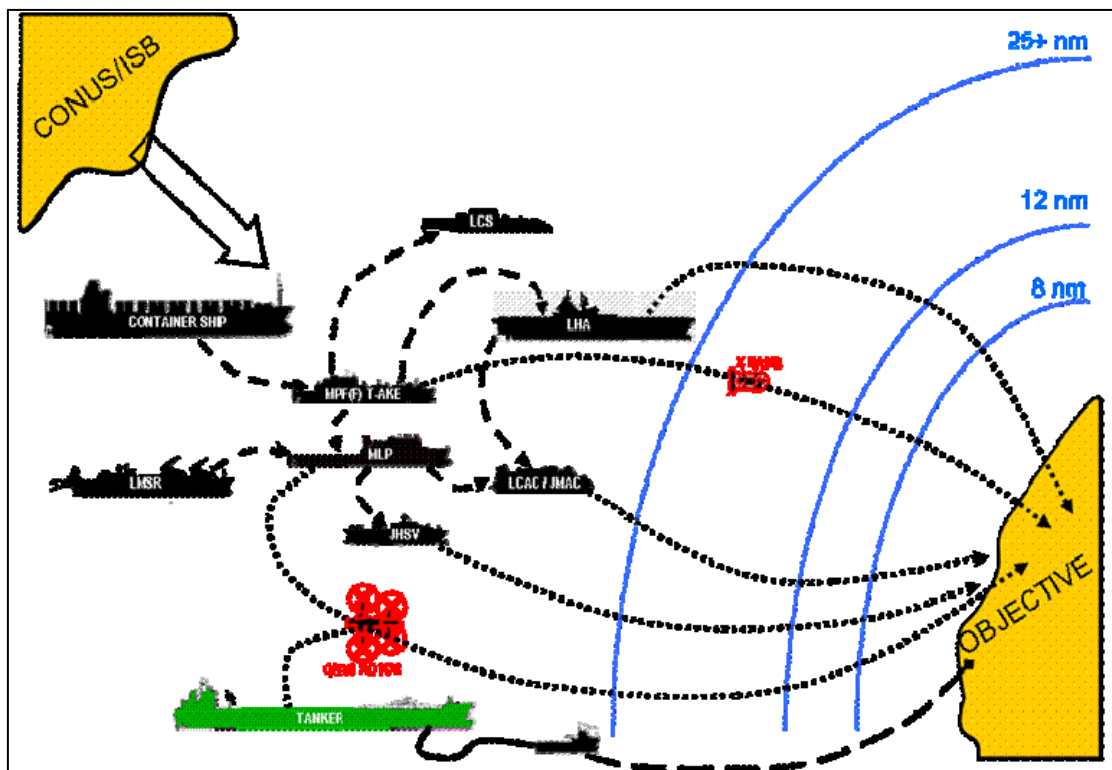 CONUS/ISB
25+ nm
12 nm
8 nm
LCS
CONTAINER SHIP
LHA
MPF(F) T-AKE
MLP
LMSR
LCAC / JMAC
JHSV
OBJECTIVE
TANKER